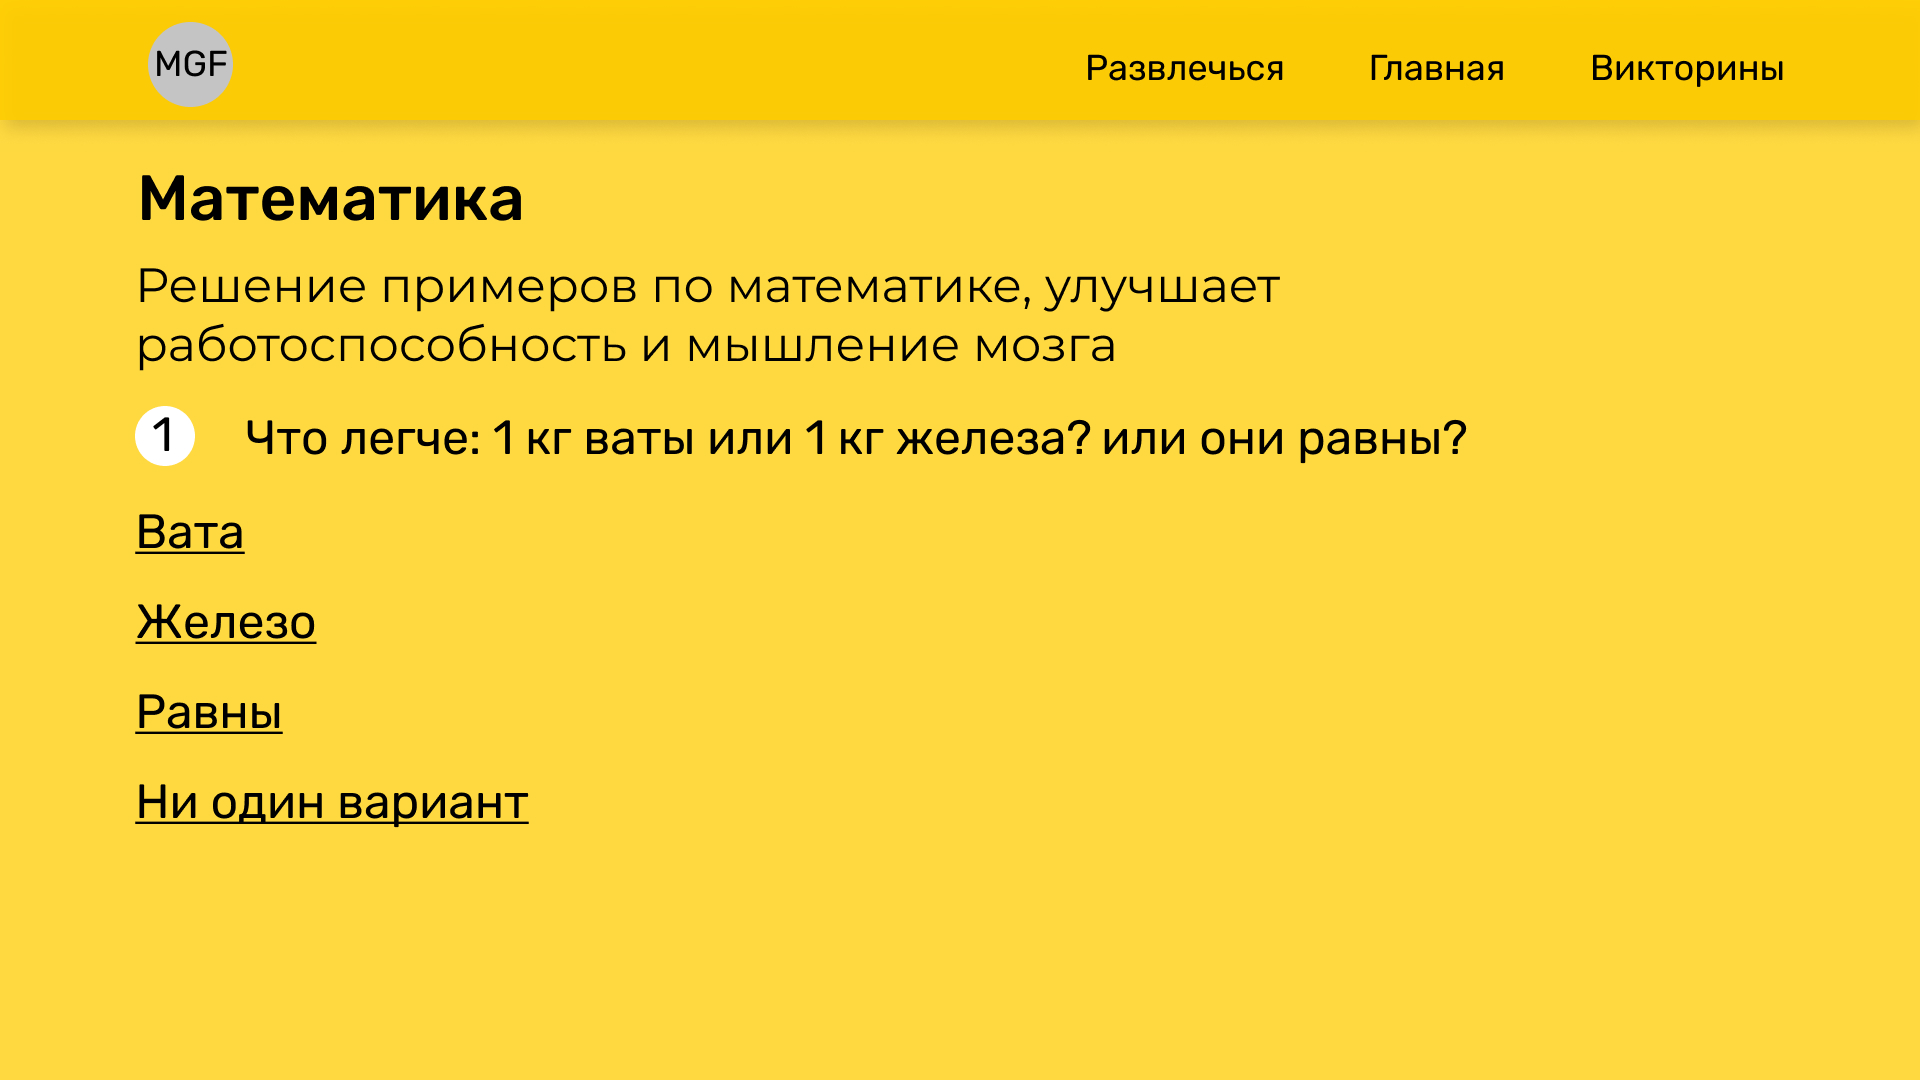 MGF
Развлечься
Главная
Викторины
Математика
Решение примеров по математике, улучшает
работоспособность и мышление мозга
1 Что легче: 1 кг ваты или 1 кг железа? или они равны?
Вата
Железо
Равны
Ни один вариант